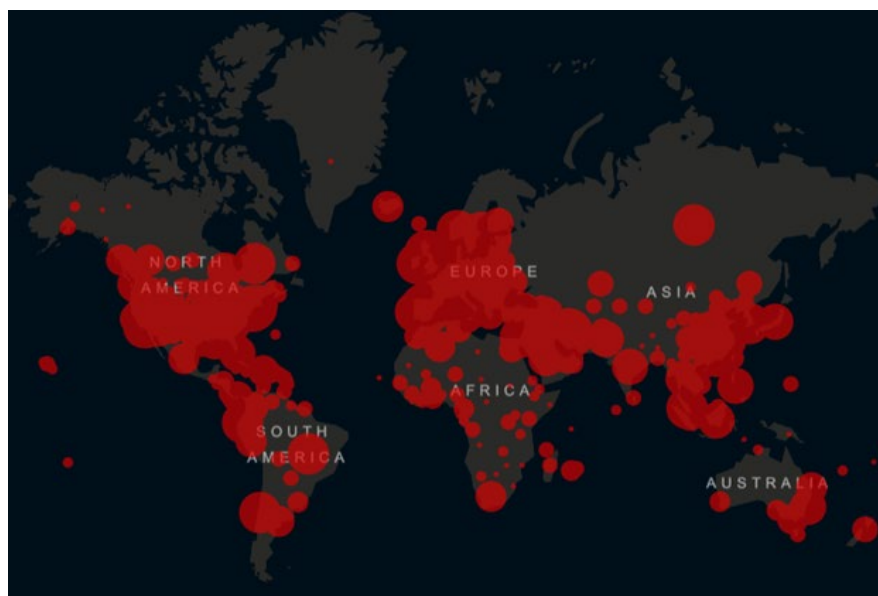 NORTH
AMERICA
EUROPE
ASIA
AFRICA
SOUTH
AMERICA
AUSTRALIA